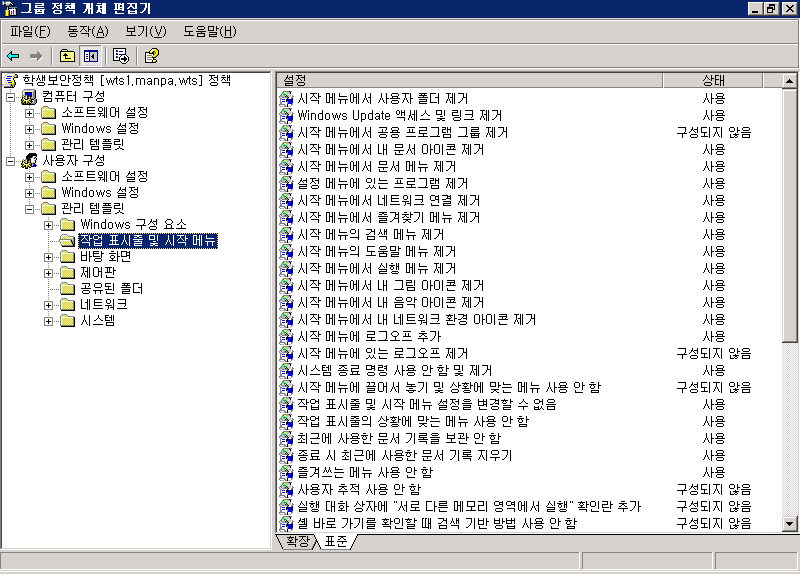 그룹 정책 개체 편집기
파일(F) 동작(A) 보기(V) 도움말(H)
학생보안정책 [wts1.manpa.wts] 정책
컴퓨터 구성
소프트웨어 설정
Windows 설정
관리 템플릿
사용자 구성
소프트웨어 설정
Windows 설정
관리 템플릿
Windows 구성 요소
작업 표시줄 및 시작 메뉴
바탕 화면
제어판
공유된 폴더
네트워크
시스템
설정 상태
시작 메뉴에서 사용자 폴더 제거 사용
Windows Update 액세스 및 링크 제거 사용
시작 메뉴에서 공용 프로그램 그룹 제거 구성되지 않음
시작 메뉴에서 내 문서 아이콘 제거 사용
시작 메뉴에서 문서 메뉴 제거 사용
설정 메뉴에 있는 프로그램 제거 사용
시작 메뉴에서 네트워크 연결 제거 사용
시작 메뉴에서 즐겨찾기 메뉴 제거 사용
시작 메뉴의 검색 메뉴 제거 사용
시작 메뉴의 도움말 메뉴 제거 사용
시작 메뉴에서 실행 메뉴 제거 사용
시작 메뉴에서 내 그림 아이콘 제거 사용
시작 메뉴에서 내 음악 아이콘 제거 사용
시작 메뉴에서 내 네트워크 환경 아이콘 제거 사용
시작 메뉴에 로그오프 추가 사용
시작 메뉴에 있는 로그오프 제거 구성되지 않음
시스템 종료 명령 사용 안 함 및 제거 사용
시작 메뉴에 끌어서 놓기 및 상황에 맞는 메뉴 사용 안 함 구성되지 않음
작업 표시줄 및 시작 메뉴 설정을 변경할 수 없음 사용
작업 표시줄의 상황에 맞는 메뉴 사용 안 함 사용
최근에 사용한 문서 기록을 보관 안 함 사용
종료 시 최근에 사용한 문서 기록 지우기 사용
즐겨쓰는 메뉴 사용 안 함 사용
사용자 추적 사용 안 함 구성되지 않음
실행 대화 상자에 "서로 다른 메모리 영역에서 실행" 확인란 추가 구성되지 않음
셸 바로 가기를 확인할 때 검색 기반 방법 사용 안 함 구성되지 않음
확장 표준